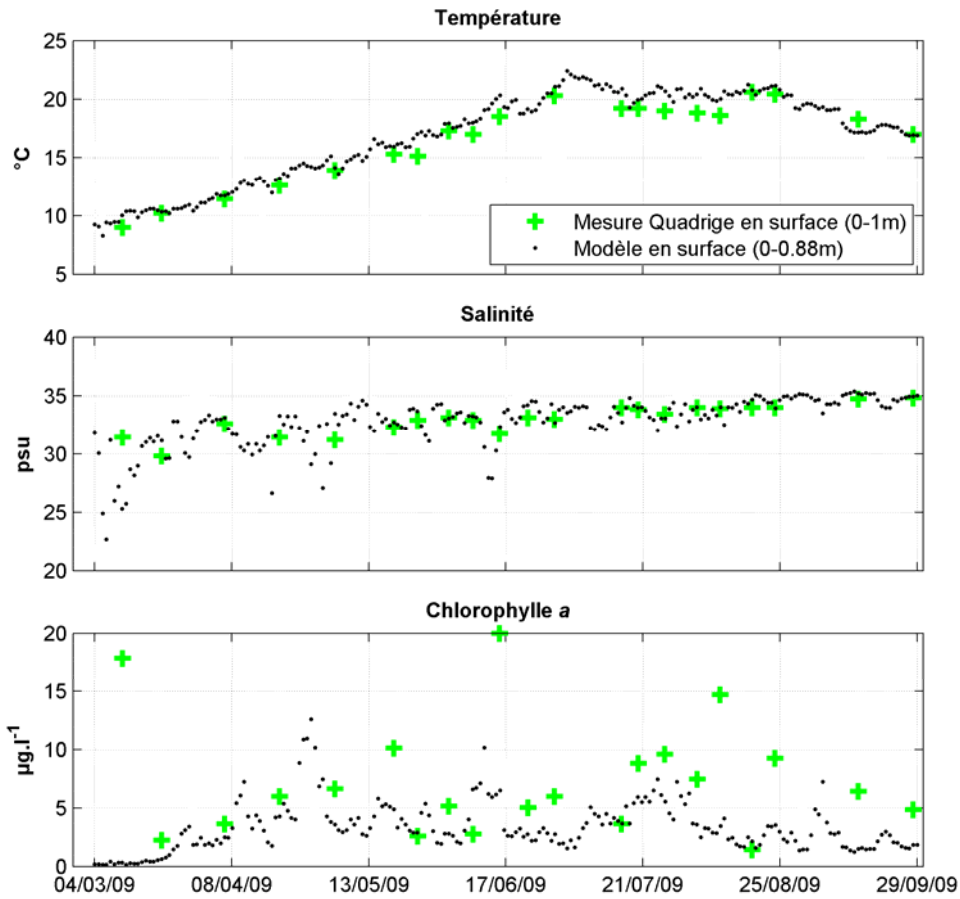 Température
25
20
15
10
5
°C
Mesure Quadrige en surface (0-1m)
Modèle en surface (0-0.88m)
Salinité
40
35
30
25
20
psu
Chlorophylle a
20
15
10
5
0
µg.l-1
04/03/09 08/04/09 13/05/09 17/06/09 21/07/09 25/08/09 29/09/09